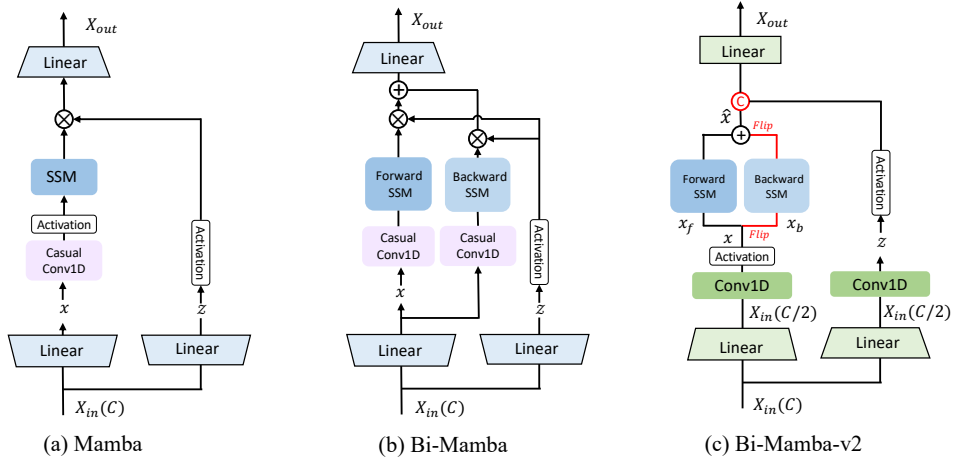 X_out
Linear
SSM
Activation
Casual
Conv1D
x
Activation
z
Linear
Linear
X_in(C)
(a) Mamba
X_out
Linear
Forward
SSM
Backward
SSM
Casual
Conv1D
Casual
Conv1D
Activation
x
z
Linear
Linear
X_in(C)
(b) Bi-Mamba
X_out
Linear
C
x̂
Flip
Forward
SSM
Backward
SSM
Activation
x_f
x_b
x
Flip
Activation
z
Conv1D
Conv1D
X_in(C/2)
X_in(C/2)
Linear
Linear
X_in(C)
(c) Bi-Mamba-v2